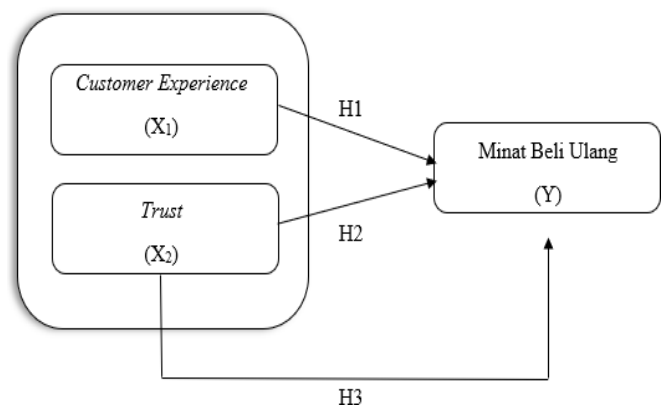 Customer Experience
(X₁)
H1
Minat Beli Ulang
(Y)
Trust
(X₂)
H2
H3